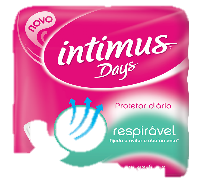 novo
intimus
Days
Protetor diário
respirável